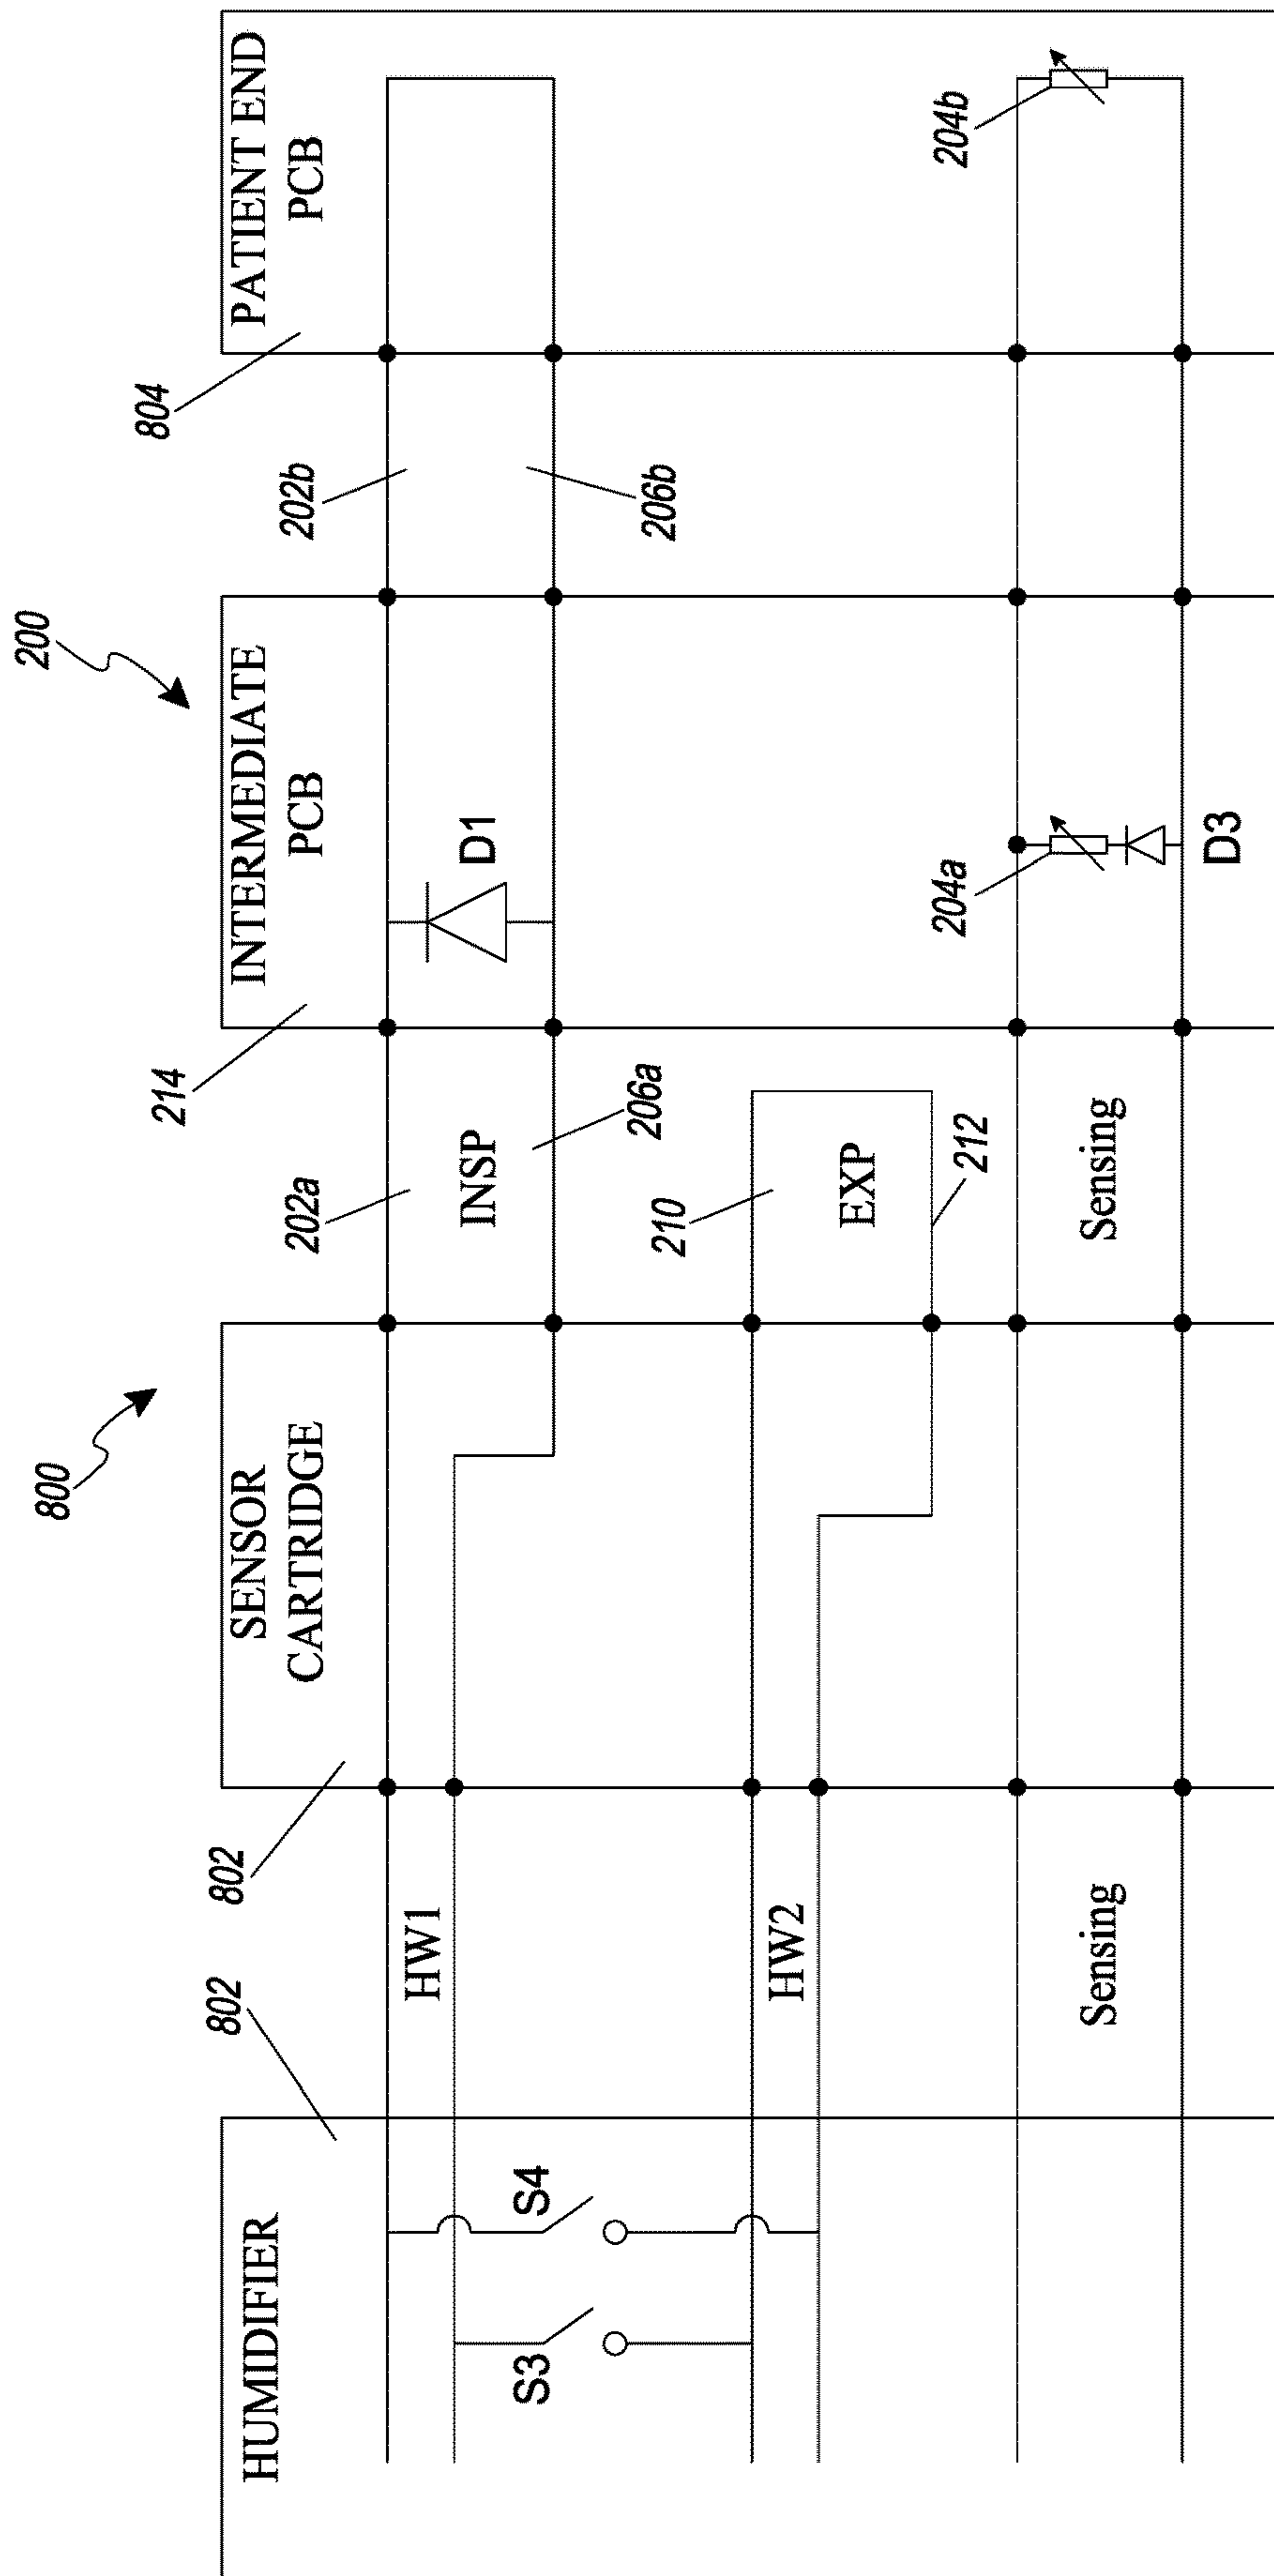 200
800
804
214
802
802
PATIENT END
PCB
INTERMEDIATE
PCB
SENSOR
CARTRIDGE
HUMIDIFIER
202b
206b
D1
202a
INSP
206a
HW1
S4
S3
210
EXP
212
HW2
204b
204a
D3
Sensing
Sensing